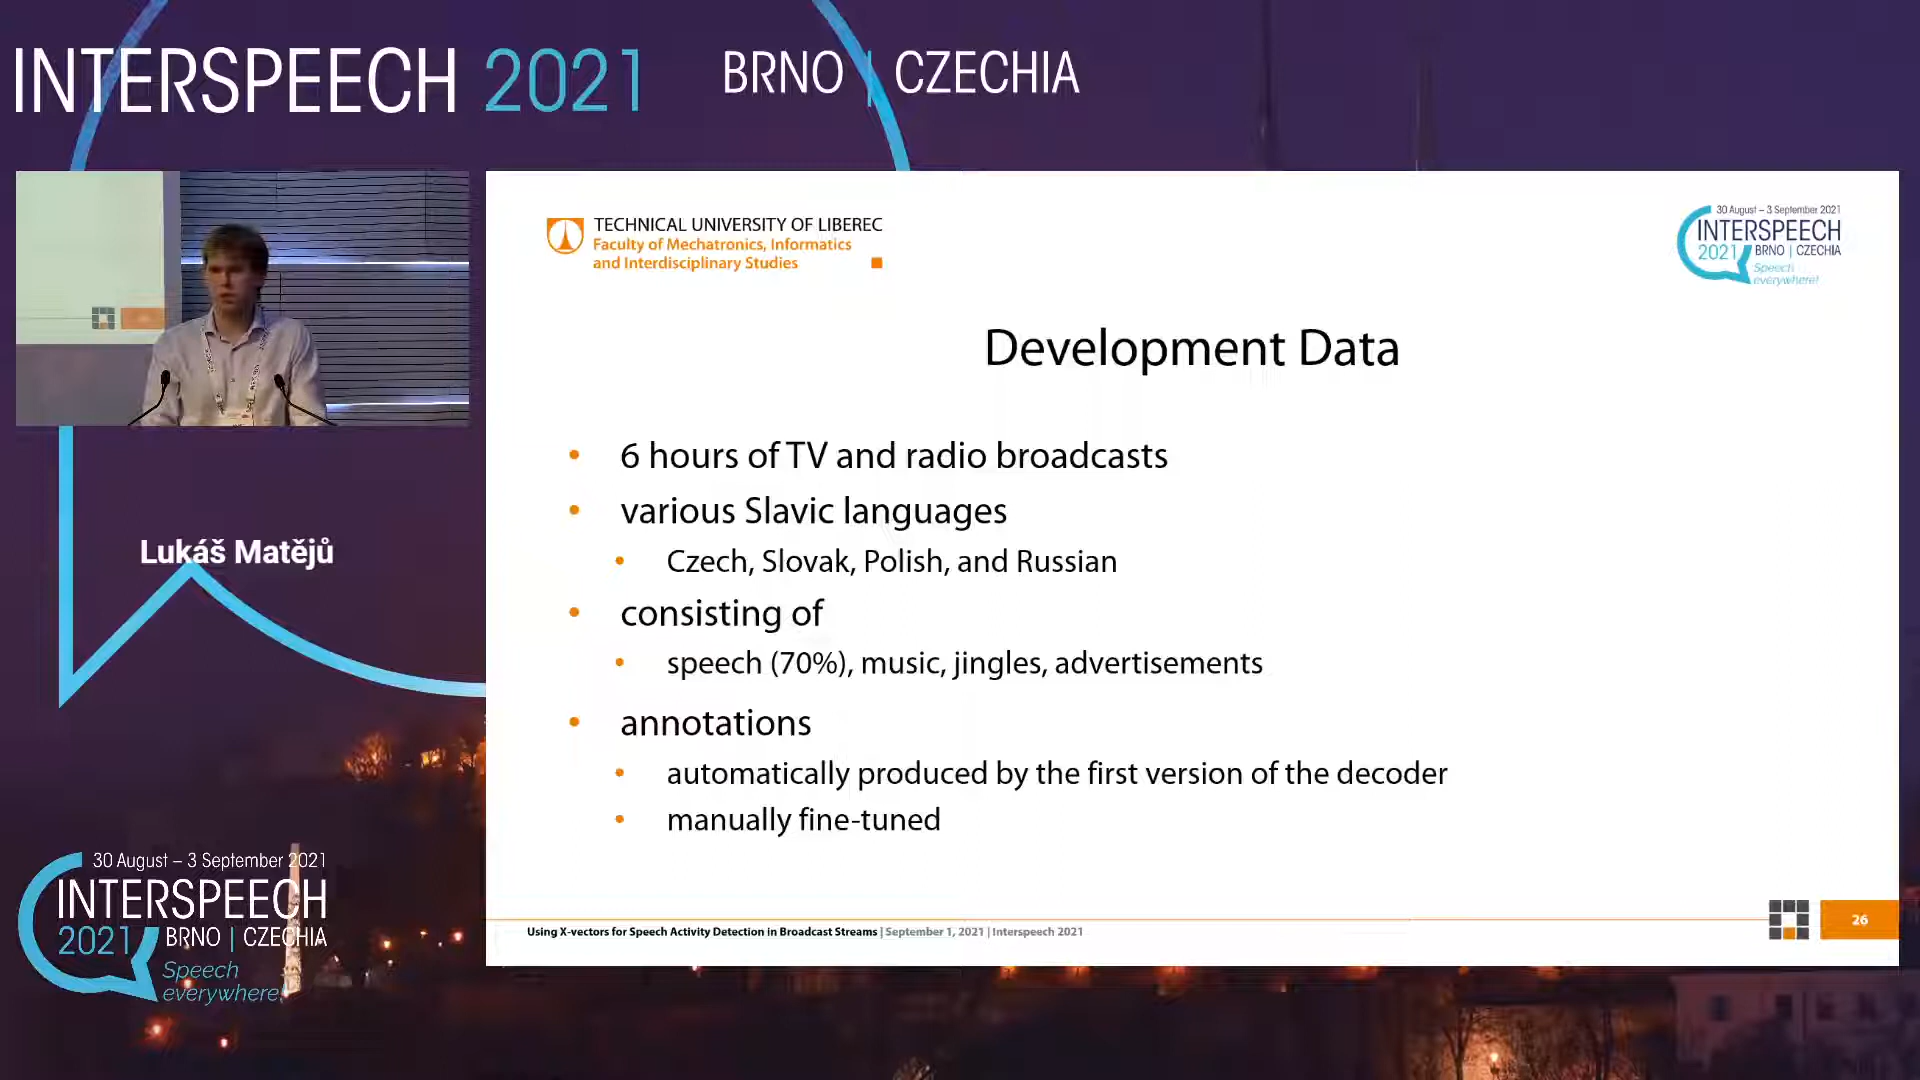 INTERSPEECH 2021
BRNO | CZECHIA
TECHNICAL UNIVERSITY OF LIBEREC
Faculty of Mechatronics, Informatics
and Interdisciplinary Studies
30 August – 3 September 2021
INTERSPEECH
2021 BRNO | CZECHIA
Speech
everywhere!
Development Data
• 6 hours of TV and radio broadcasts
• various Slavic languages
• Czech, Slovak, Polish, and Russian
• consisting of
• speech (70%), music, jingles, advertisements
• annotations
• automatically produced by the first version of the decoder
• manually fine-tuned
Using X-vectors for Speech Activity Detection in Broadcast Streams | September 1, 2021 | Interspeech 2021
26
Lukáš Matějů
30 August – 3 September 2021
INTERSPEECH
2021 BRNO | CZECHIA
Speech
everywhere!